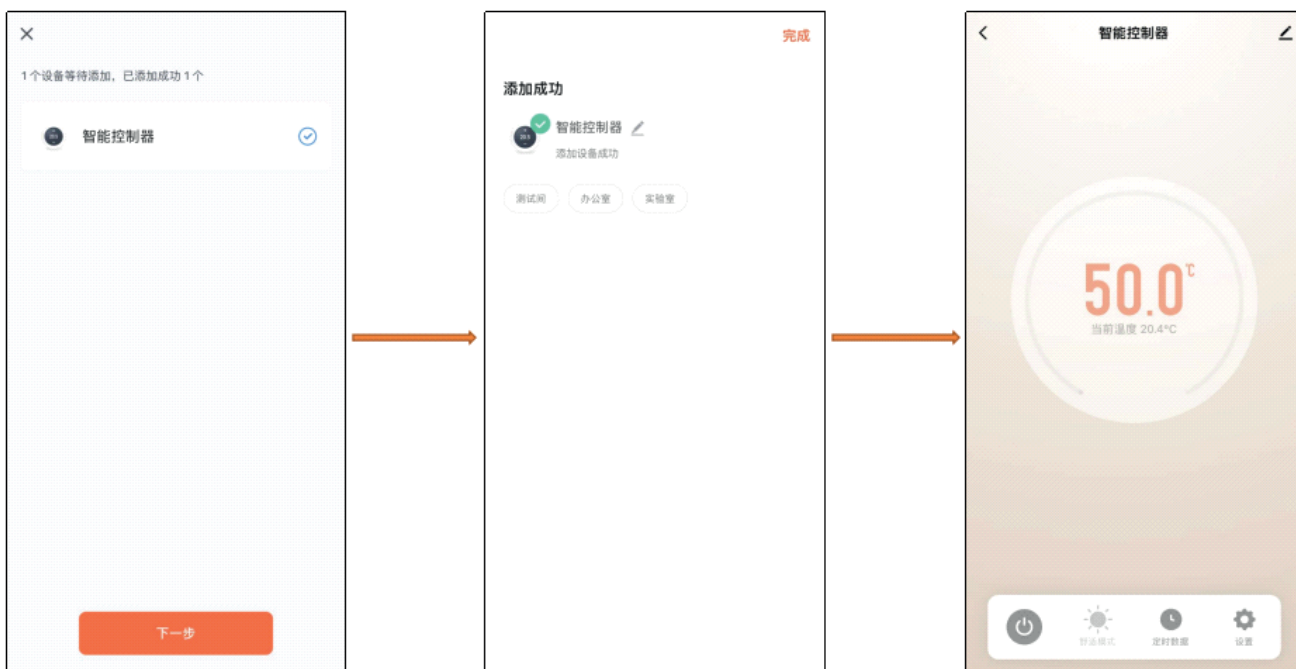 1个设备等待添加，已添加成功1个
智能控制器
下一步
完成
添加成功
智能控制器
添加设备成功
测试间
办公室
实验室
智能控制器
50.0℃
当前温度 20.4°C
舒适模式
定时数据
设置